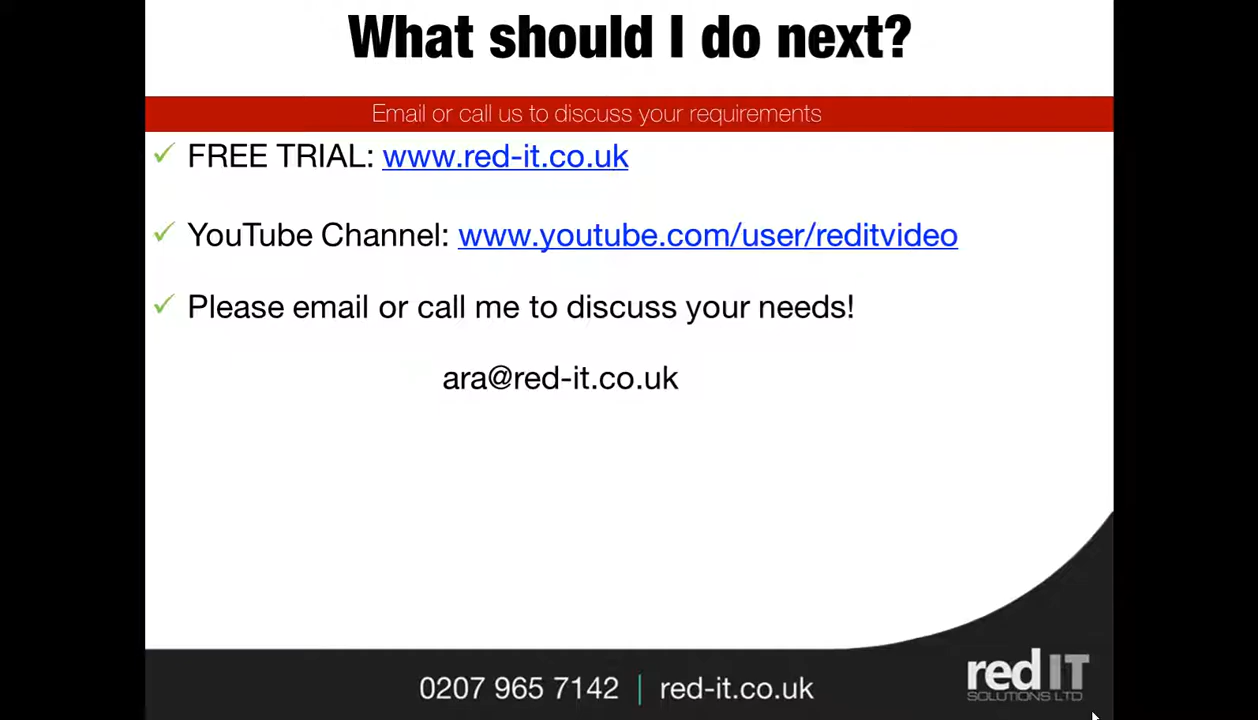 What should I do next?
Email or call us to discuss your requirements
✓ FREE TRIAL: www.red-it.co.uk
✓ YouTube Channel: www.youtube.com/user/reditvideo
✓ Please email or call me to discuss your needs!
ara@red-it.co.uk
0207 965 7142 | red-it.co.uk
red IT
SOLUTIONS LTD